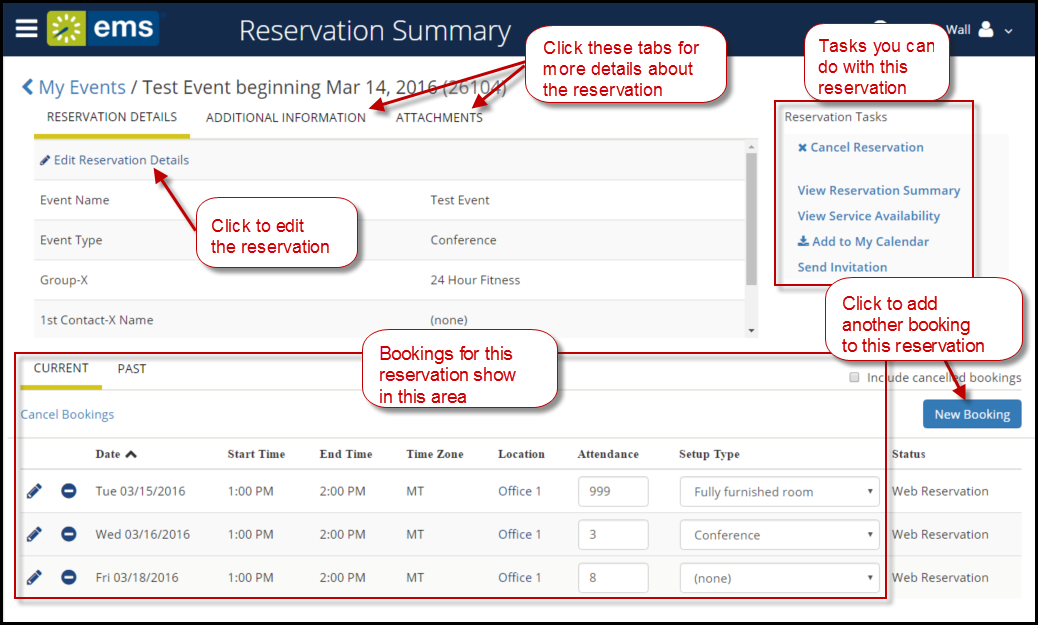 ems
Reservation Summary
Wall
Click these tabs for
more details about
the reservation
Tasks you can
do with this
reservation
My Events / Test Event beginning Mar 14, 2016 (26104)
RESERVATION DETAILS ADDITIONAL INFORMATION ATTACHMENTS
Reservation Tasks
Edit Reservation Details
Cancel Reservation
View Reservation Summary
View Service Availability
Add to My Calendar
Send Invitation
Event Name Test Event
Click to edit
the reservation
Event Type Conference
Group-X 24 Hour Fitness
1st Contact-X Name (none)
Click to add
another booking
to this reservation
Bookings for this
reservation show
in this area
CURRENT PAST
Include cancelled bookings
Cancel Bookings
New Booking
Date Start Time End Time Time Zone Location Attendance Setup Type Status
Tue 03/15/2016 1:00 PM 2:00 PM MT Office 1 999 Fully furnished room Web Reservation
Wed 03/16/2016 1:00 PM 2:00 PM MT Office 1 3 Conference Web Reservation
Fri 03/18/2016 1:00 PM 2:00 PM MT Office 1 8 (none) Web Reservation